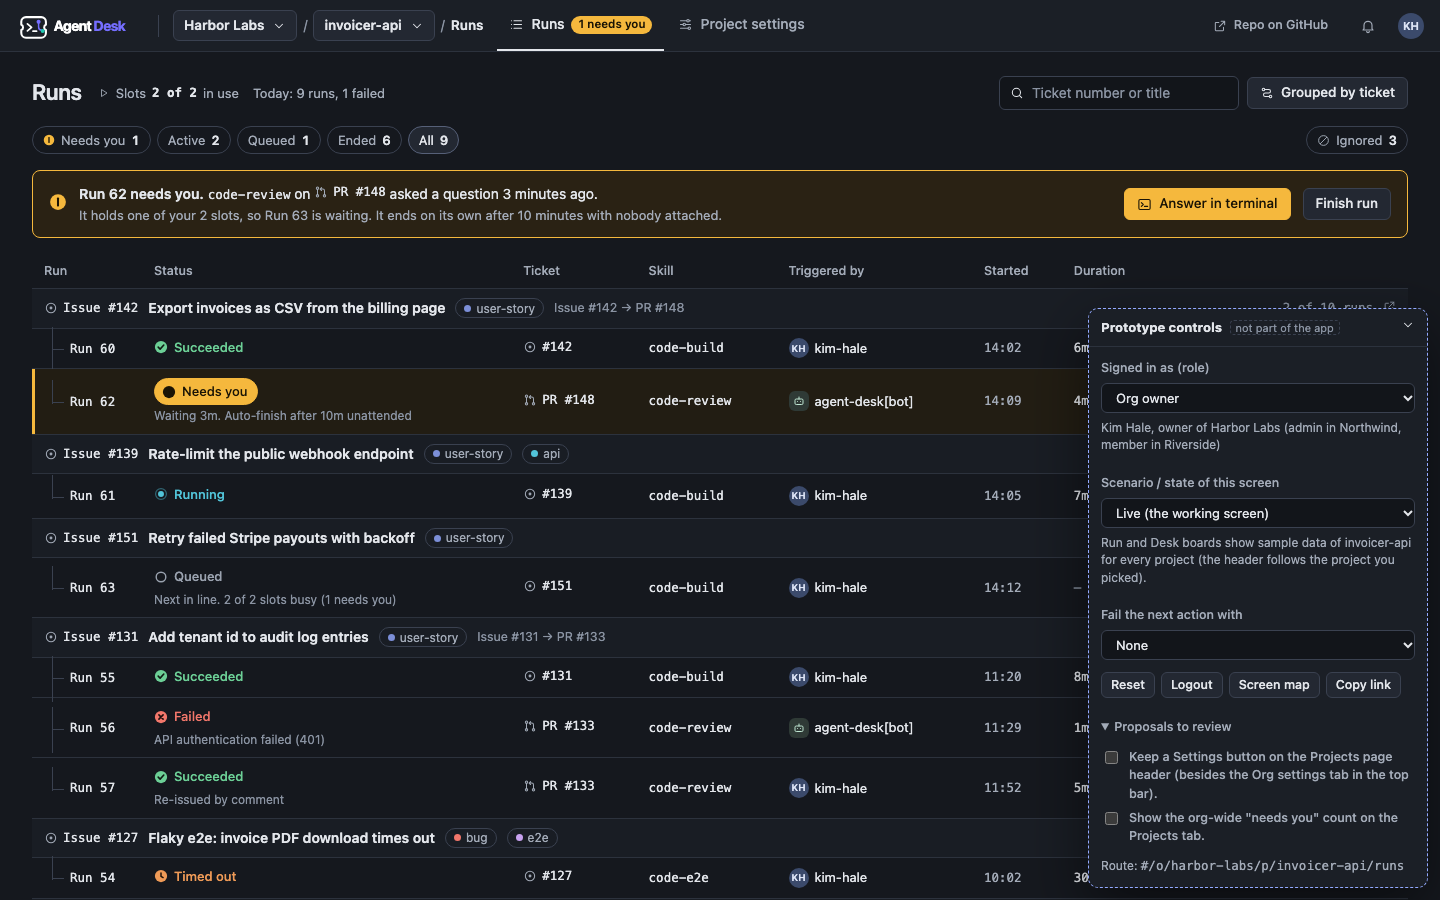 AgentDesk
Harbor Labs / invoicer-api / Runs
Runs 1 needs you
Project settings
Repo on GitHub
KH
Runs
Slots 2 of 2 in use Today: 9 runs, 1 failed
Ticket number or title
Grouped by ticket
Needs you 1
Active 2
Queued 1
Ended 6
All 9
Ignored 3
Run 62 needs you. code-review on PR #148 asked a question 3 minutes ago.
It holds one of your 2 slots, so Run 63 is waiting. It ends on its own after 10 minutes with nobody attached.
Answer in terminal
Finish run
Run Status Ticket Skill Triggered by Started Duration
Issue #142 Export invoices as CSV from the billing page user-story Issue #142 → PR #148 2 of 10 runs
Run 60 Succeeded #142 code-build KH kim-hale 14:02 6m
Run 62 Needs you PR #148 code-review agent-desk[bot] 14:09 4m
Waiting 3m. Auto-finish after 10m unattended
Issue #139 Rate-limit the public webhook endpoint user-story api
Run 61 Running #139 code-build KH kim-hale 14:05 7m
Issue #151 Retry failed Stripe payouts with backoff user-story
Run 63 Queued #151 code-build KH kim-hale 14:12 –
Next in line. 2 of 2 slots busy (1 needs you)
Issue #131 Add tenant id to audit log entries user-story Issue #131 → PR #133
Run 55 Succeeded #131 code-build KH kim-hale 11:20 8m
Run 56 Failed PR #133 code-review agent-desk[bot] 11:29 1m
API authentication failed (401)
Run 57 Succeeded PR #133 code-review KH kim-hale 11:52 5m
Re-issued by comment
Issue #127 Flaky e2e: invoice PDF download times out bug e2e
Run 54 Timed out #127 code-e2e KH kim-hale 10:02 30
Prototype controls not part of the app
Signed in as (role)
Org owner
Kim Hale, owner of Harbor Labs (admin in Northwind,
member in Riverside)
Scenario / state of this screen
Live (the working screen)
Run and Desk boards show sample data of invoicer-api
for every project (the header follows the project you
picked).
Fail the next action with
None
Reset
Logout
Screen map
Copy link
Proposals to review
Keep a Settings button on the Projects page
header (besides the Org settings tab in the top
bar).
Show the org-wide "needs you" count on the
Projects tab.
Route: #/o/harbor-labs/p/invoicer-api/runs